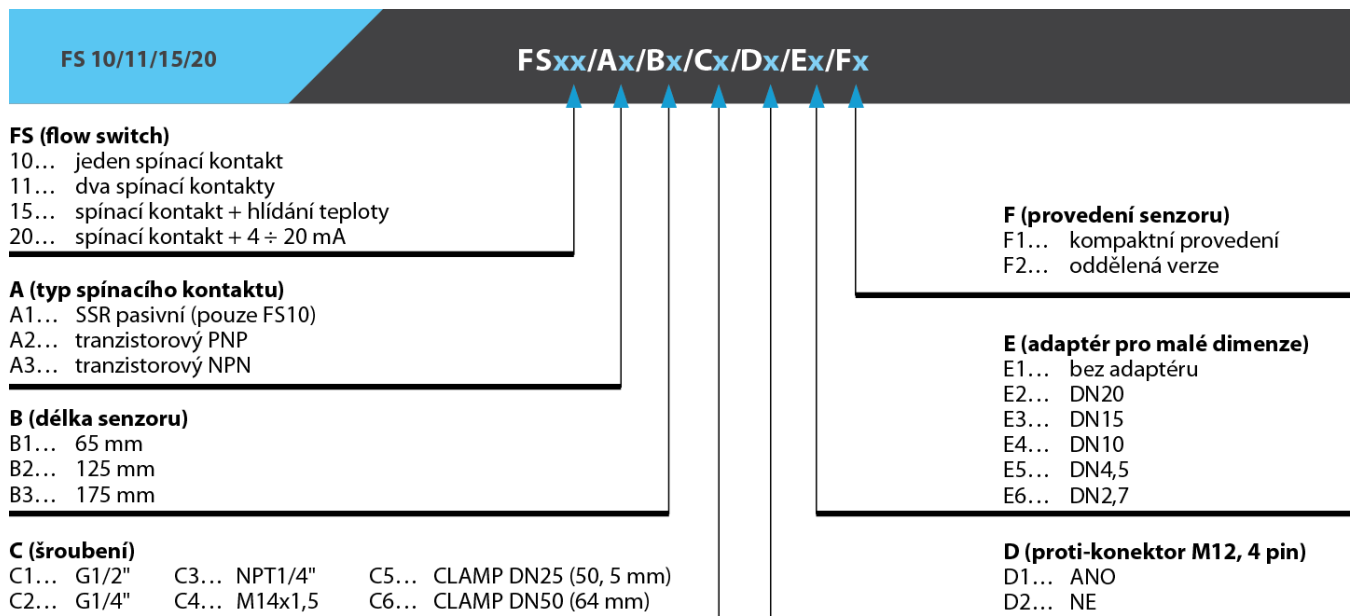 FS 10/11/15/20
FSxx/Ax/Bx/Cx/Dx/Ex/Fx
FS (flow switch)
10… jeden spínací kontakt
11… dva spínací kontakty
15… spínací kontakt + hlídání teploty
20… spínací kontakt + 4 ÷ 20 mA
A (typ spínacího kontaktu)
A1… SSR pasivní (pouze FS10)
A2… tranzistorový PNP
A3… tranzistorový NPN
B (délka senzoru)
B1… 65 mm
B2… 125 mm
B3… 175 mm
C (šroubení)
C1… G1/2" C3… NPT1/4" C5… CLAMP DN25 (50, 5 mm)
C2… G1/4" C4… M14x1,5 C6… CLAMP DN50 (64 mm)
F (provedení senzoru)
F1… kompaktní provedení
F2… oddělená verze
E (adaptér pro malé dimenze)
E1… bez adaptéru
E2… DN20
E3… DN15
E4… DN10
E5… DN4,5
E6… DN2,7
D (proti-konektor M12, 4 pin)
D1… ANO
D2… NE